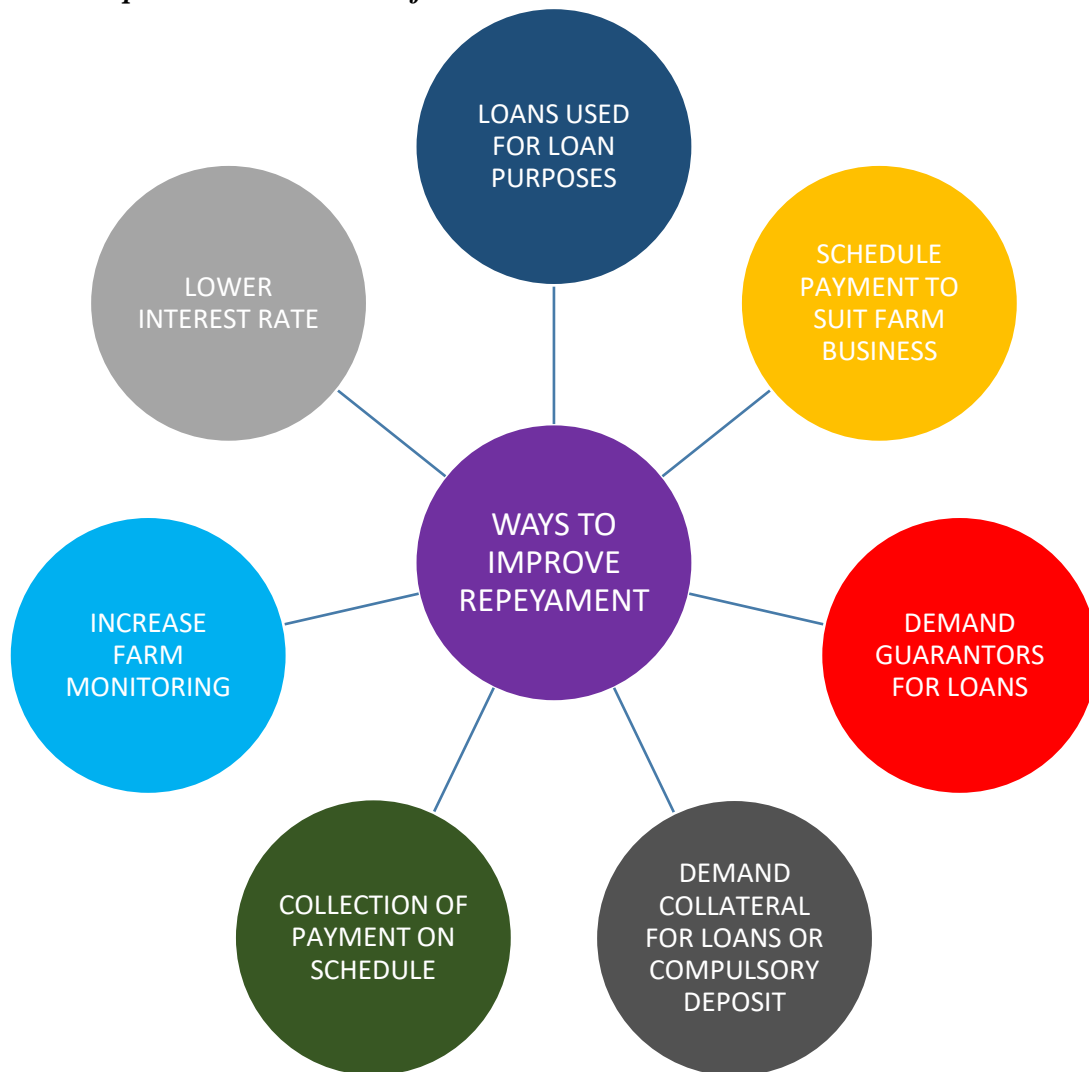 LOANS USED
FOR LOAN
PURPOSES
SCHEDULE
PAYMENT TO
SUIT FARM
BUSINESS
DEMAND
GUARANTORS
FOR LOANS
DEMAND
COLLATERAL
FOR LOANS OR
COMPULSORY
DEPOSIT
COLLECTION OF
PAYMENT ON
SCHEDULE
INCREASE
FARM
MONITORING
LOWER
INTEREST RATE
WAYS TO
IMPROVE
REPEYAMENT